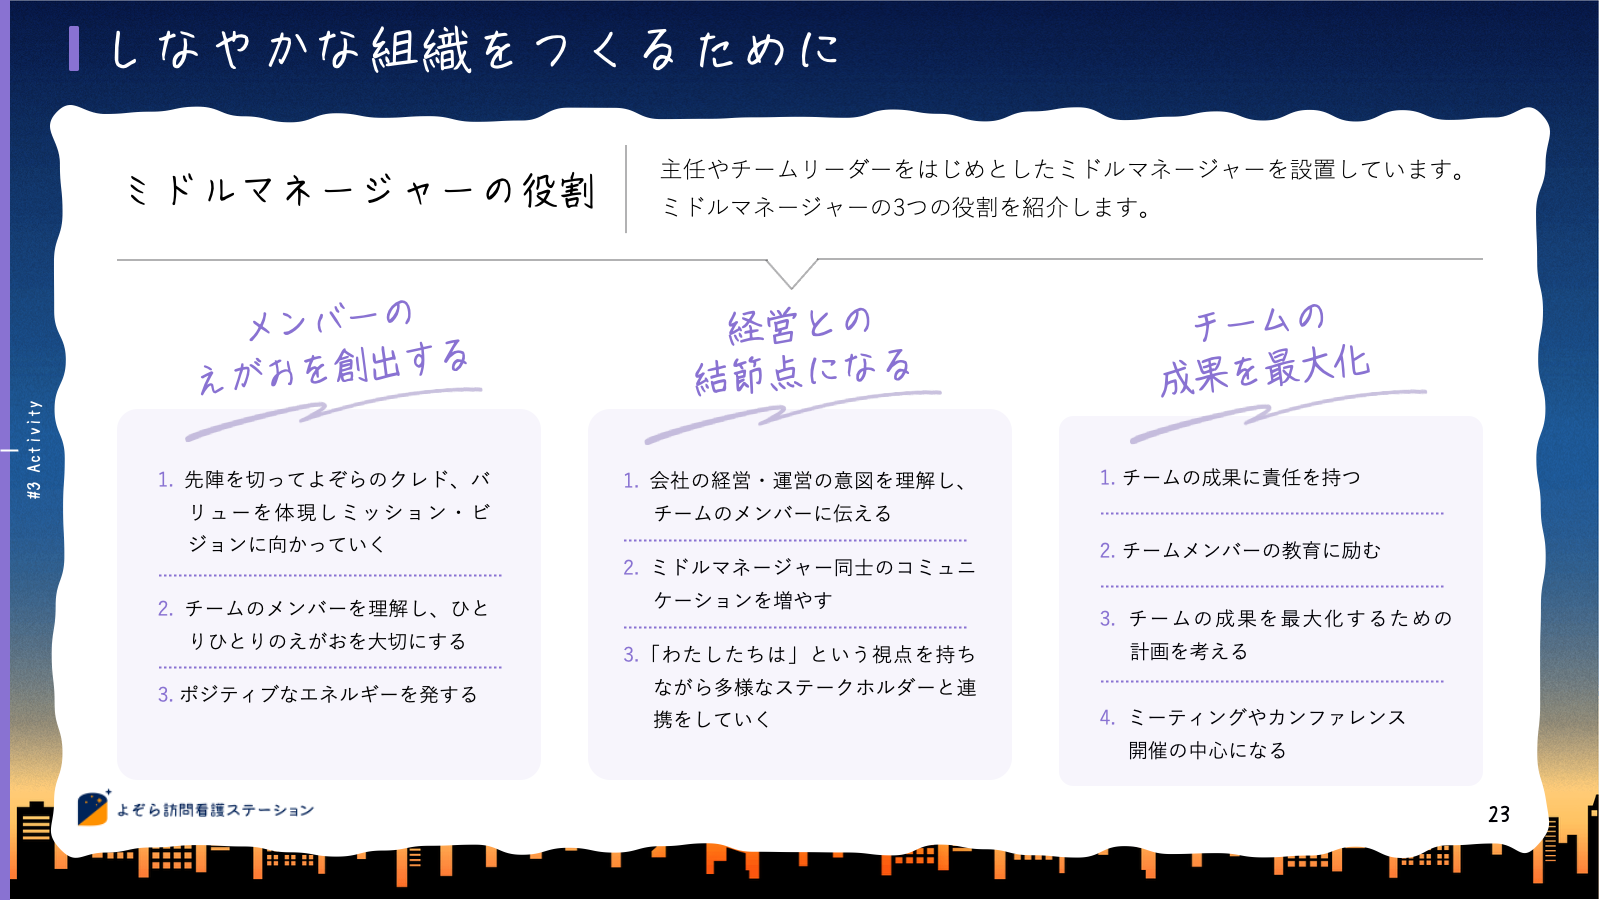 しなやかな組織をつくるために
ミドルマネージャーの役割
主任やチームリーダーをはじめとしたミドルマネージャーを設置しています。
ミドルマネージャーの3つの役割を紹介します。
メンバーの
えがおを創出する
1. 先陣を切ってよぞらのクレド、バ
リューを体現しミッション・ビ
ジョンに向かっていく
2. チームのメンバーを理解し、ひと
りひとりのえがおを大切にする
3. ポジティブなエネルギーを発する
経営との
結節点になる
1. 会社の経営・運営の意図を理解し、
チームのメンバーに伝える
2. ミドルマネージャー同士のコミュニ
ケーションを増やす
3.「わたしたちは」という視点を持ち
ながら多様なステークホルダーと連
携をしていく
チームの
成果を最大化
1. チームの成果に責任を持つ
2. チームメンバーの教育に励む
3. チームの成果を最大化するための
計画を考える
4. ミーティングやカンファレンス
開催の中心になる
#3 Activity
よぞら訪問看護ステーション
23